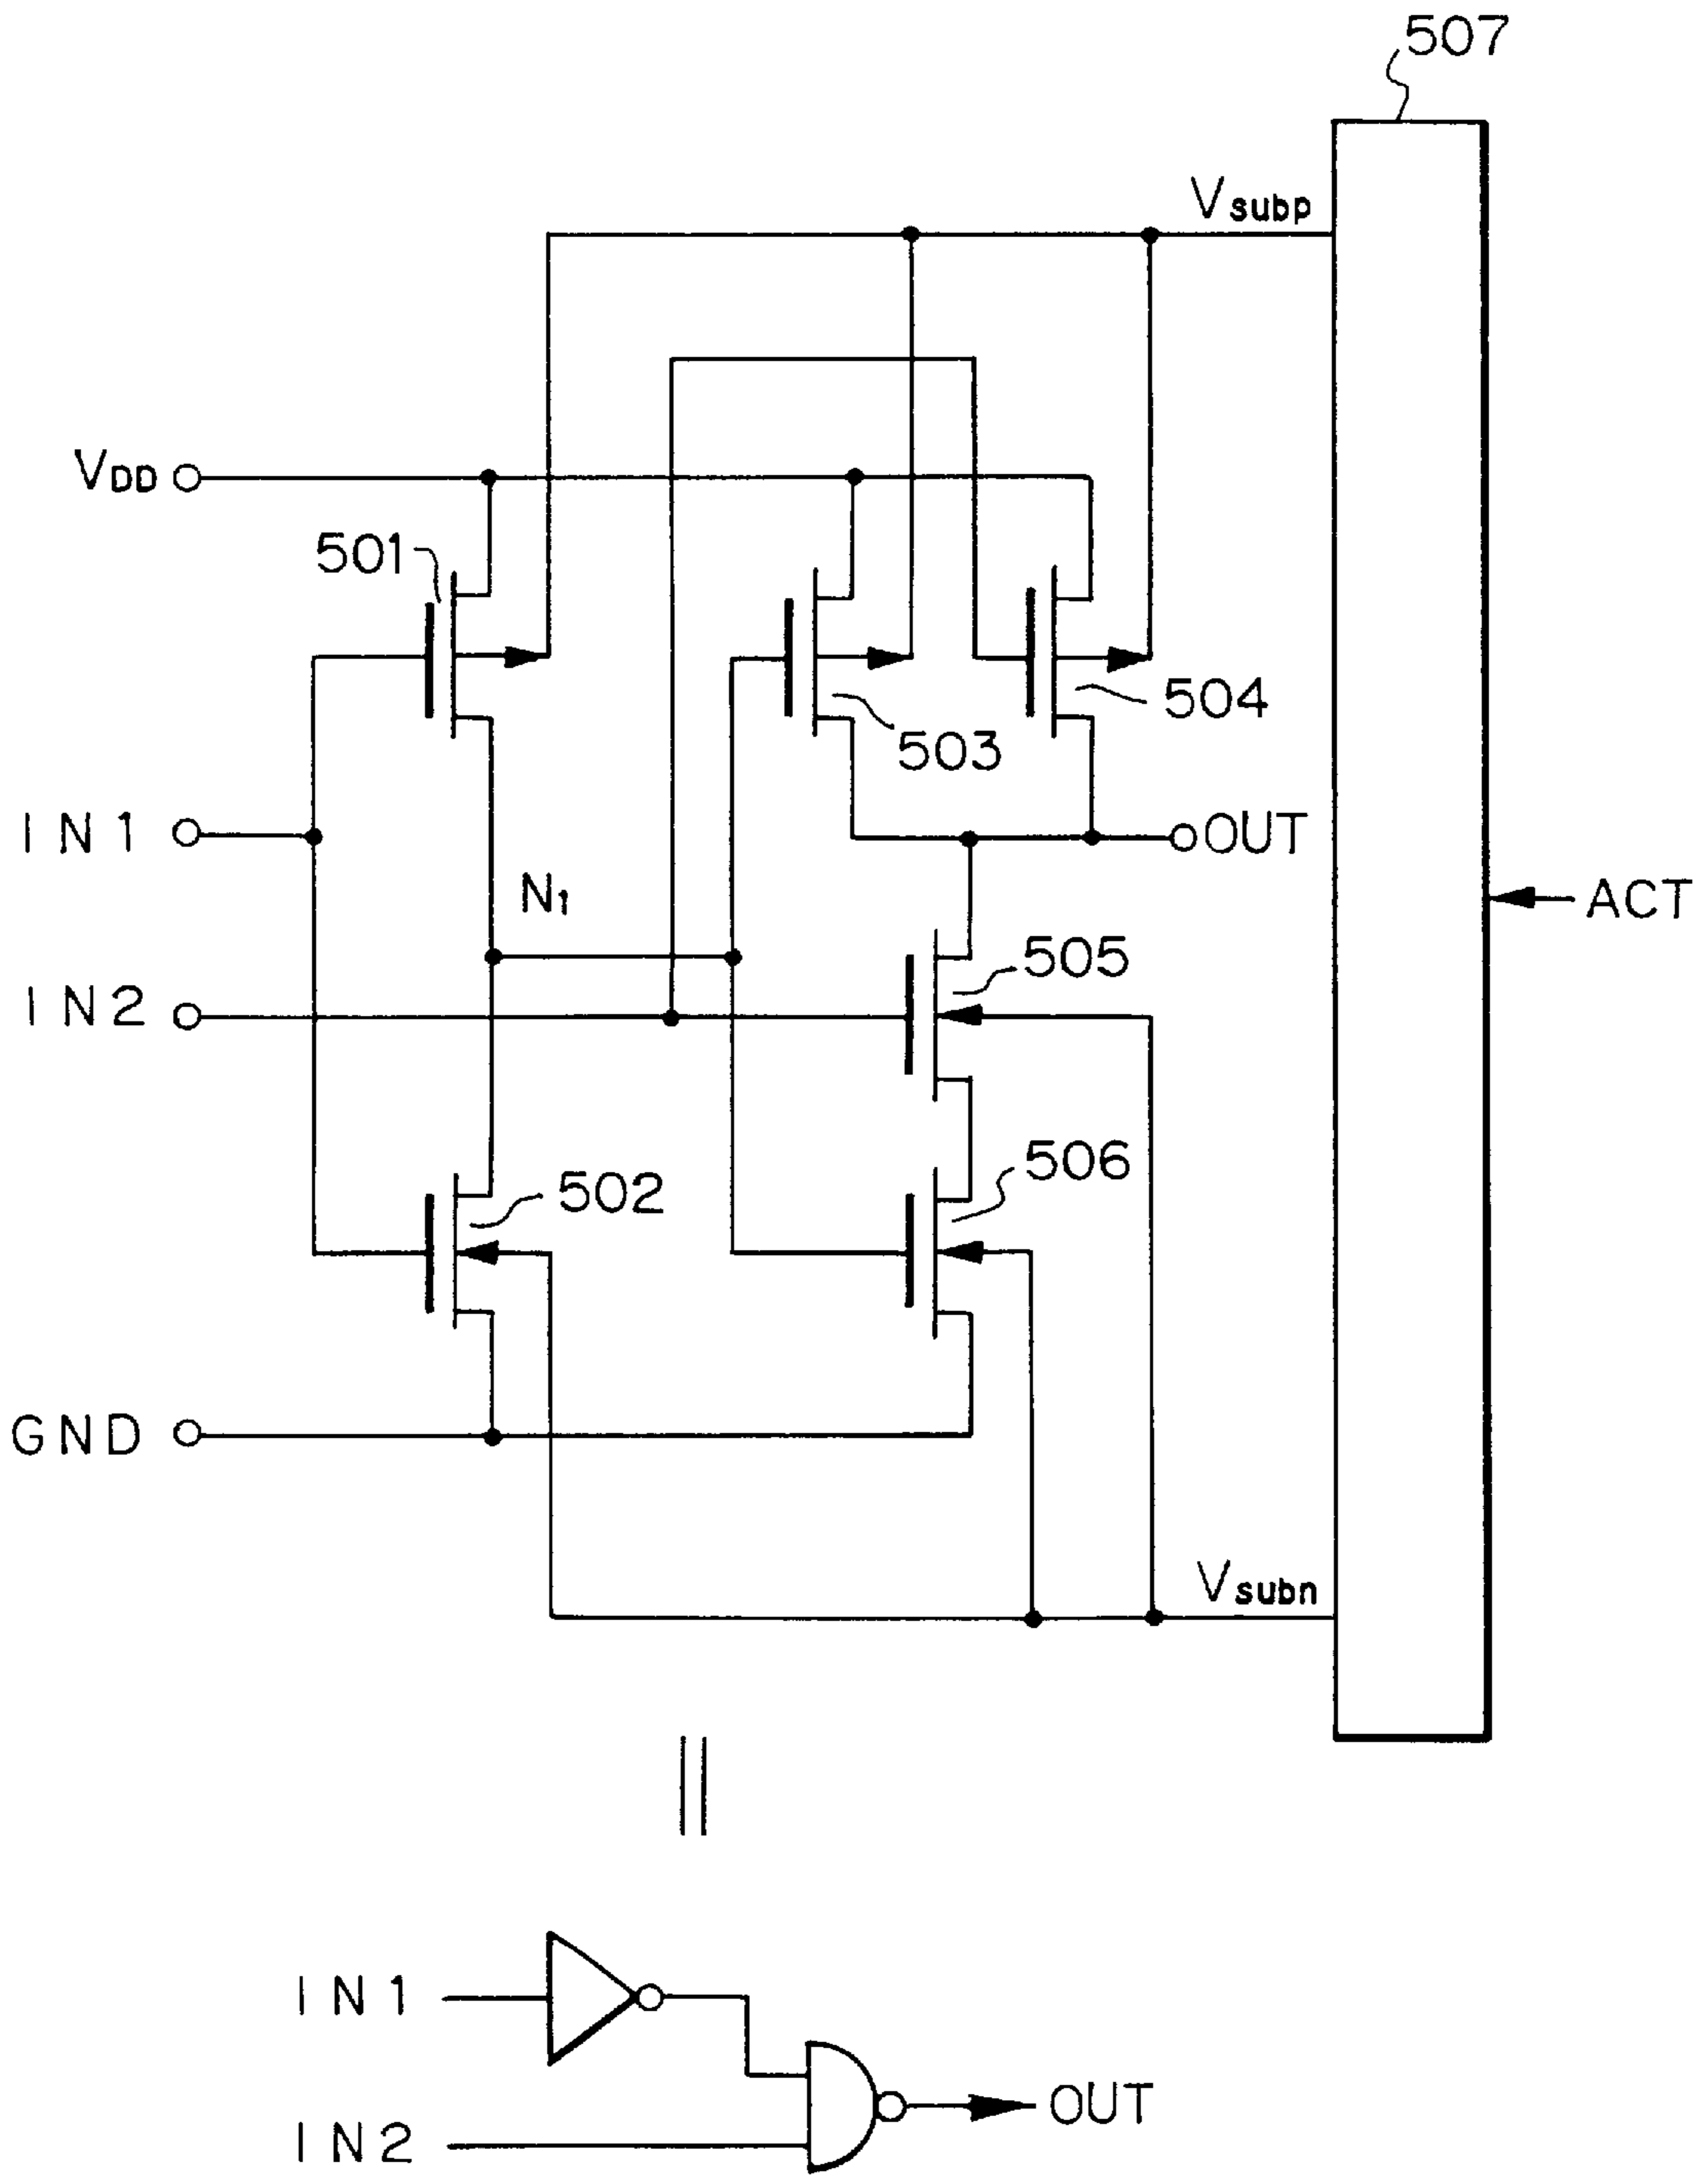 507
Vsubp
VDD
501
504
503
IN1
OUT
N1
ACT
505
IN2
506
502
GND
Vsubn
IN1
OUT
IN2